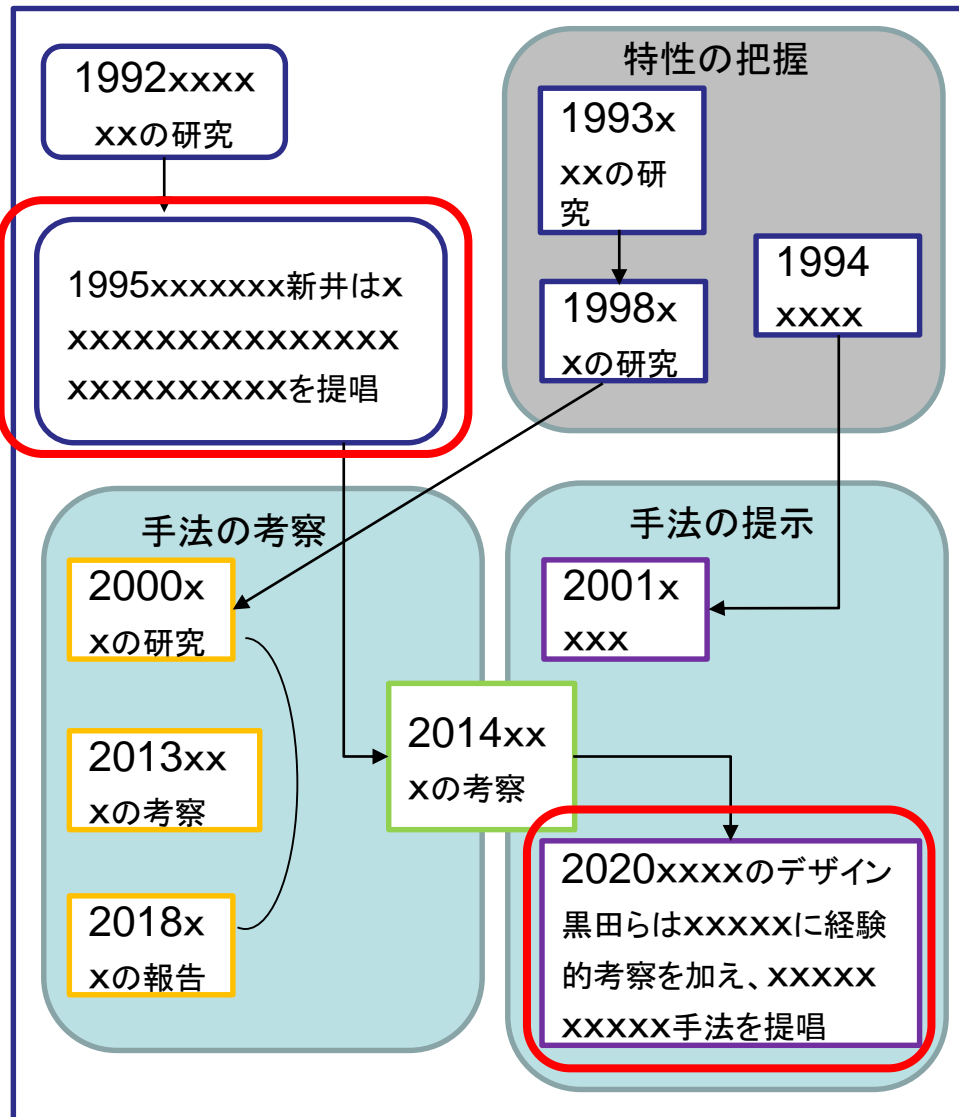 1992xxxx
xxの研究
特性の把握
1993x
xxの研
究
1998x
xの研究
1994
xxxx
1995xxxxxxx新井はx
xxxxxxxxxxxxxxx
xxxxxxxxxxを提唱
手法の考察
2000x
xの研究
2013xx
xの考察
2018x
xの報告
2014xx
xの考察
手法の提示
2001x
xxx
2020xxxxのデザイン
黒田らはxxxxxに経験
的考察を加え、xxxxx
xxxxx手法を提唱